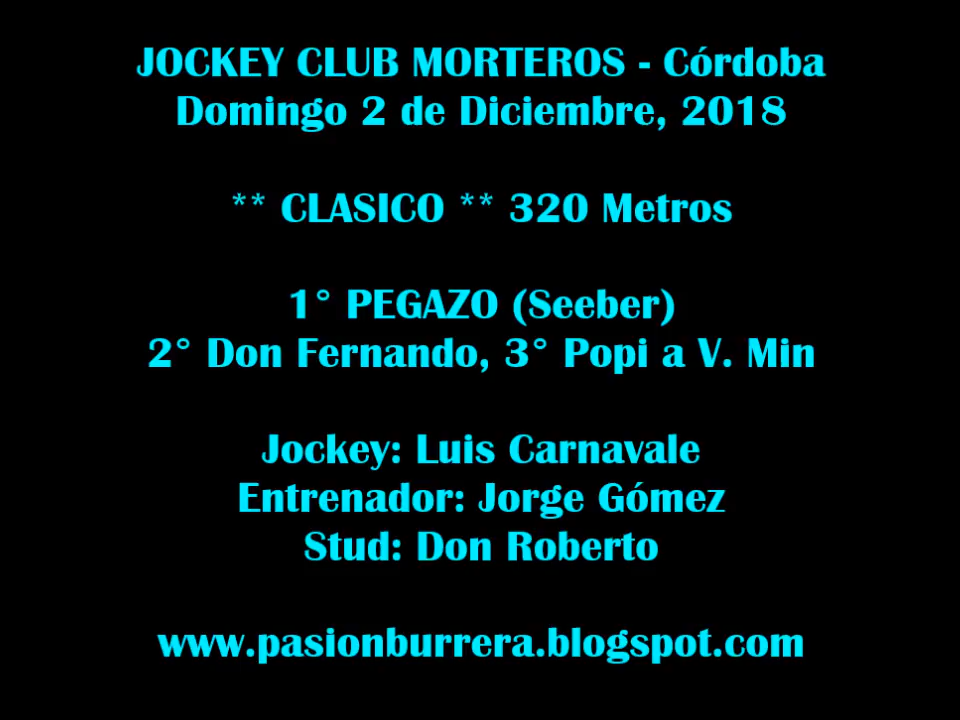 JOCKEY CLUB MORTEROS - Córdoba
Domingo 2 de Diciembre, 2018
** CLASICO ** 320 Metros
1° PEGAZO (Seeber)
2° Don Fernando, 3° Popi a V. Min
Jockey: Luis Carnavale
Entrenador: Jorge Gómez
Stud: Don Roberto
www.pasionburrera.blogspot.com